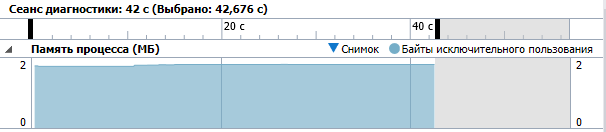 Сеанс диагностики: 42 с (Выбрано: 42,676 с)
20 с 40 с
Память процесса (МБ) Снимок Байты исключительного пользования
2 2
0 0